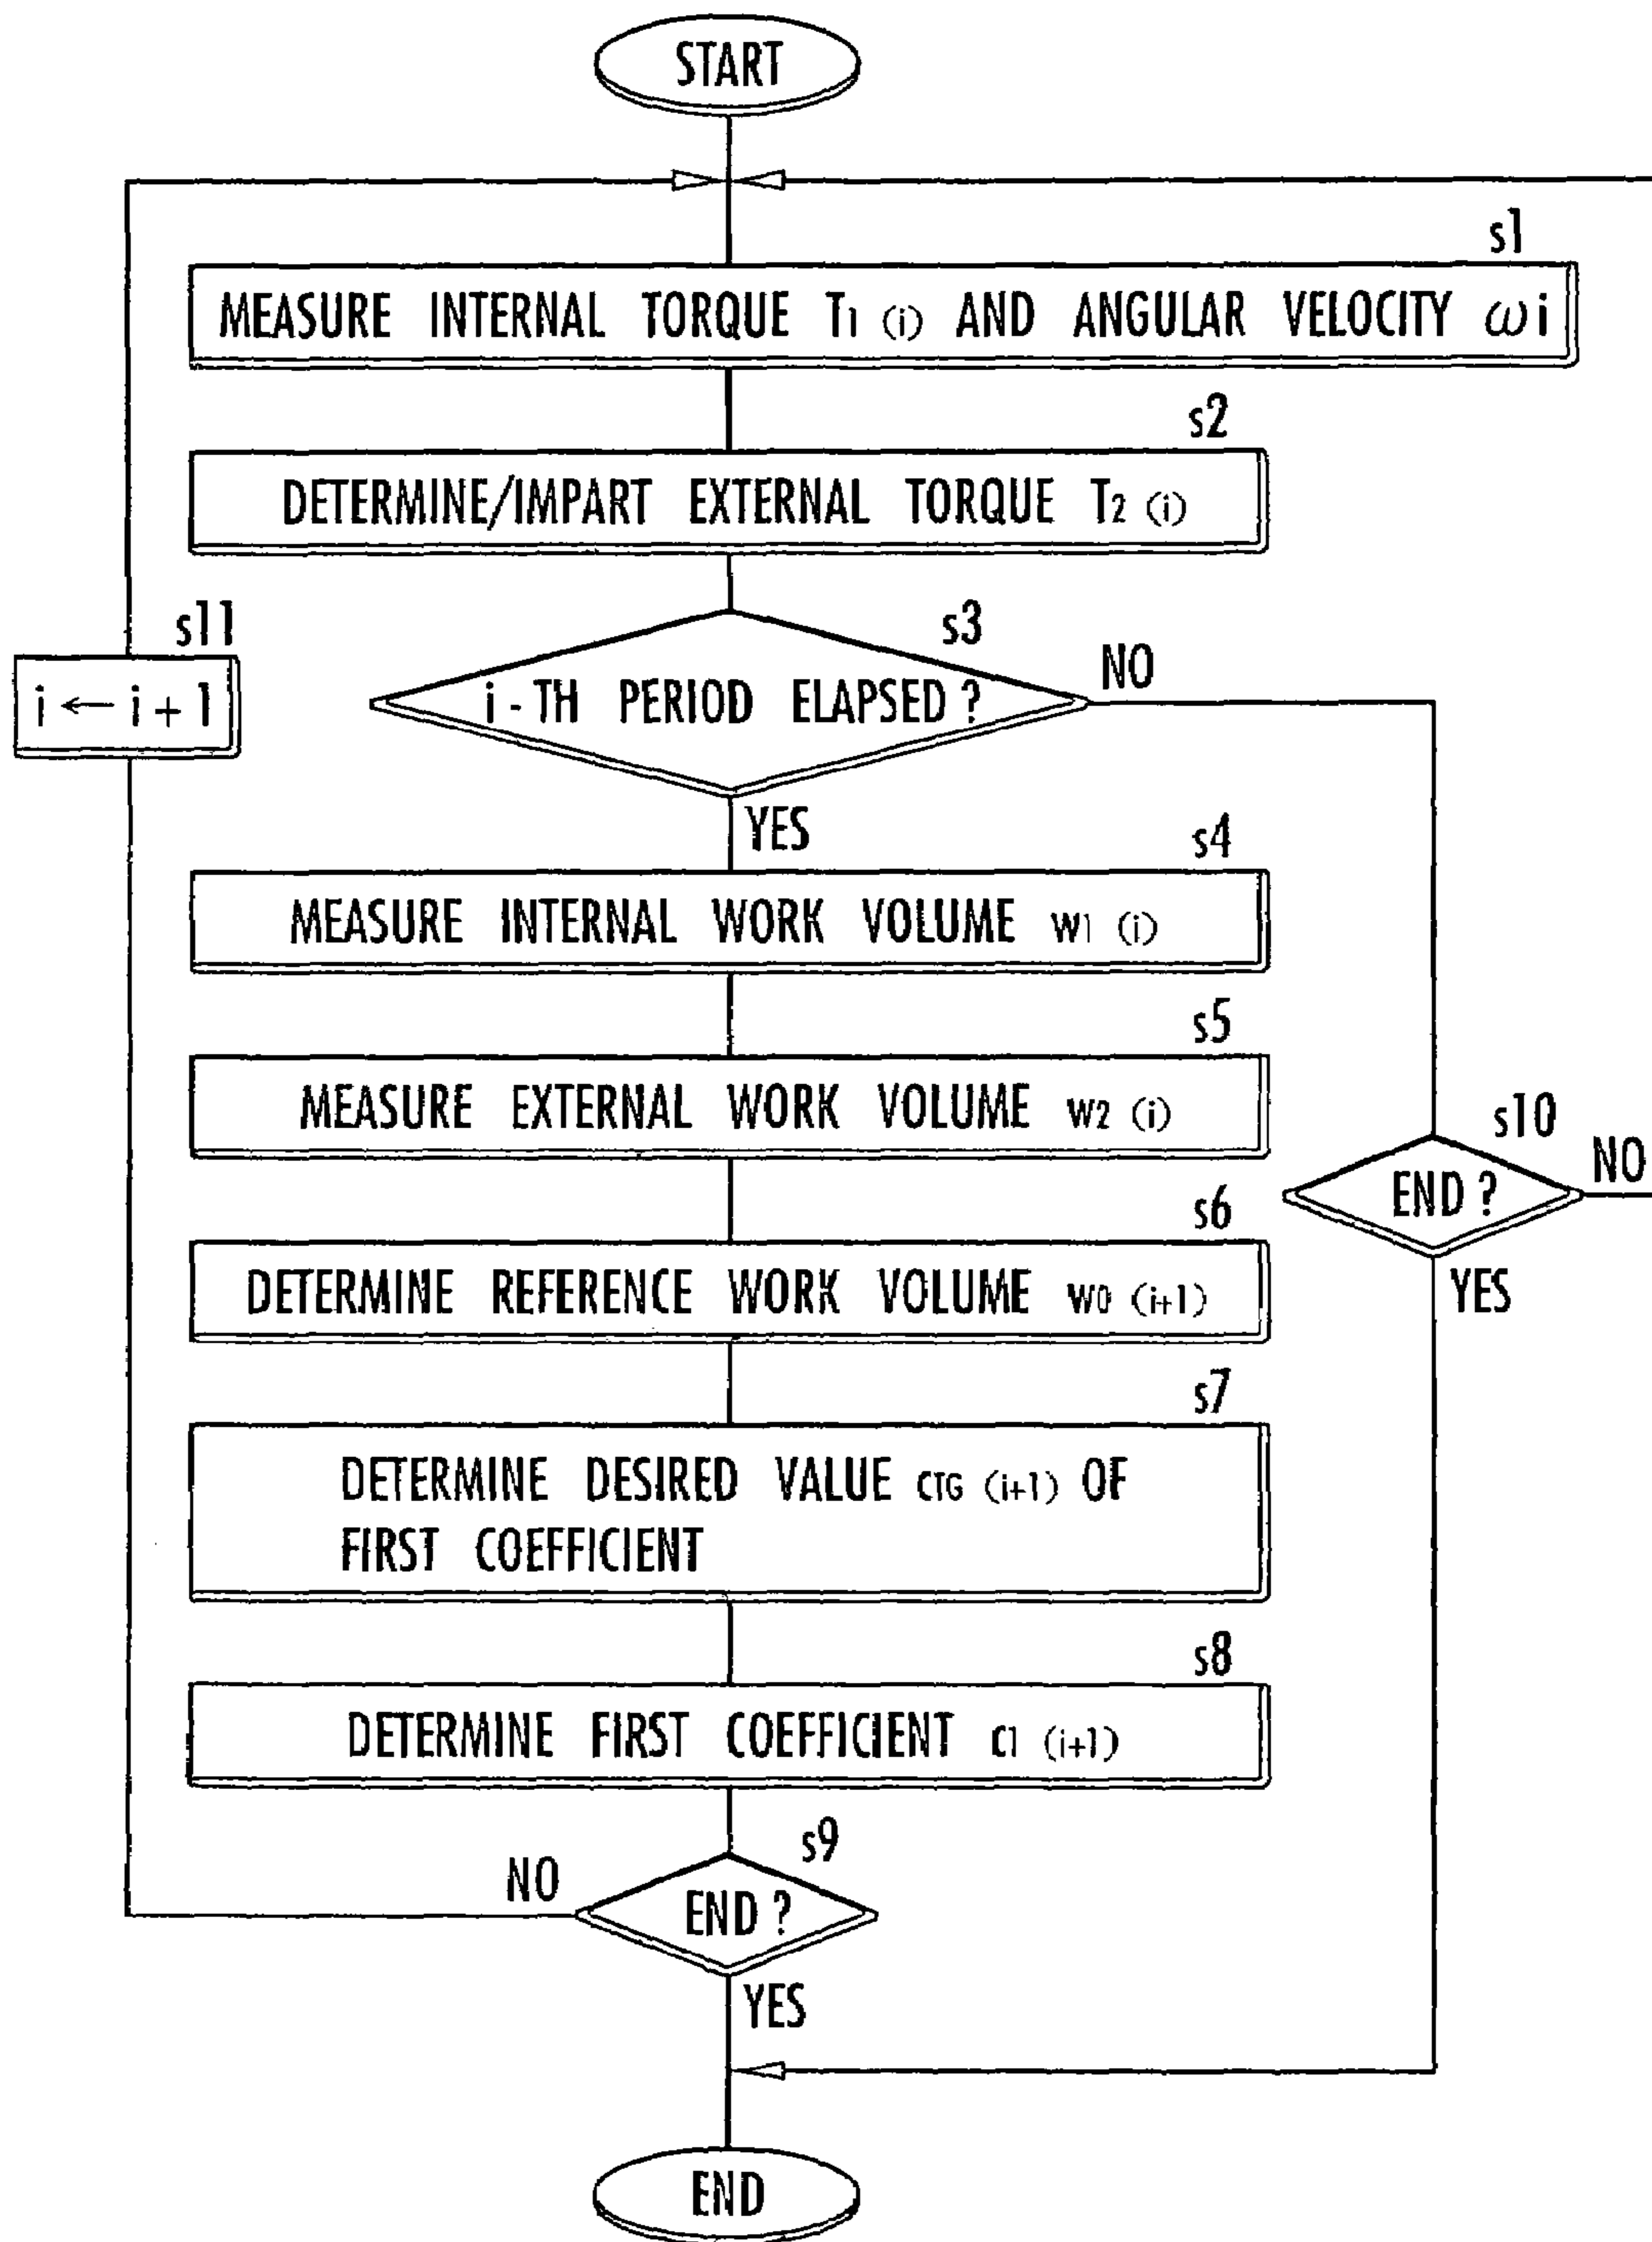 START
s1
MEASURE INTERNAL TORQUE T1 (i) AND ANGULAR VELOCITY ωi
s2
DETERMINE/IMPART EXTERNAL TORQUE T2 (i)
s11
i ← i + 1
s3
i - TH PERIOD ELAPSED ?
NO
YES
s4
MEASURE INTERNAL WORK VOLUME w1 (i)
s5
MEASURE EXTERNAL WORK VOLUME w2 (i)
s10
END ?
NO
YES
s6
DETERMINE REFERENCE WORK VOLUME w0 (i+1)
s7
DETERMINE DESIRED VALUE cTG (i+1) OF
FIRST COEFFICIENT
s8
DETERMINE FIRST COEFFICIENT c1 (i+1)
s9
NO
END ?
YES
END